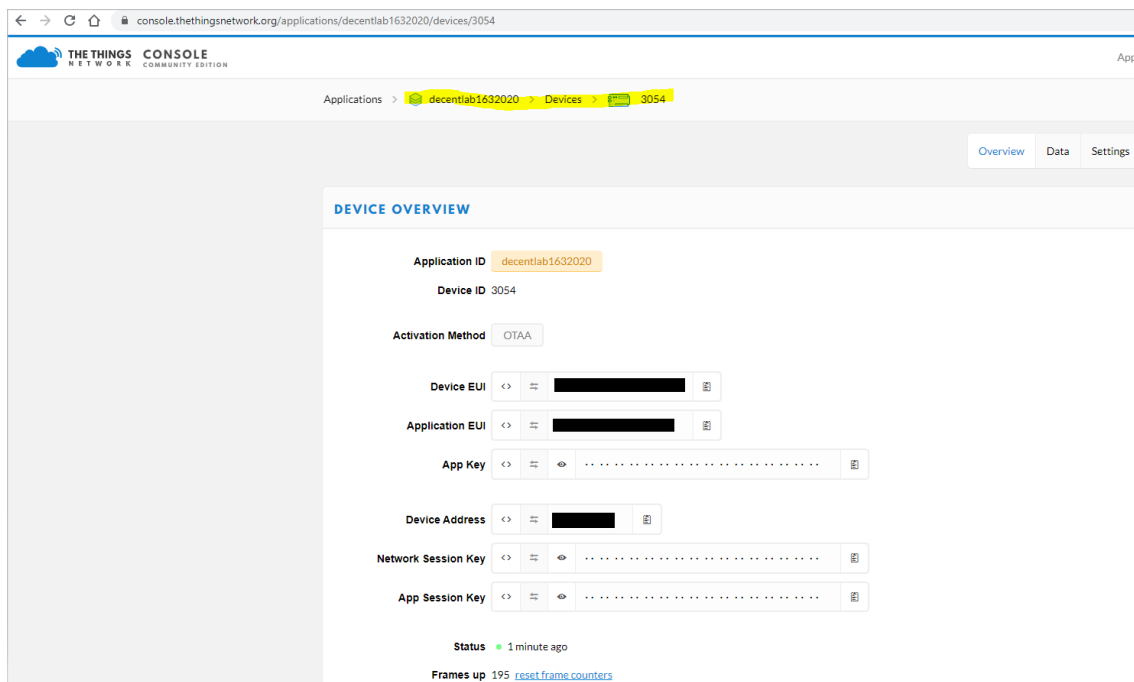 console.thethingsnetwork.org/applications/decentlab1632020/devices/3054
THE THINGS CONSOLE
NETWORK COMMUNITY EDITION
App
Applications > decentlab1632020 > Devices > 3054
Overview Data Settings
DEVICE OVERVIEW
Application ID decentlab1632020
Device ID 3054
Activation Method OTAA
Device EUI
Application EUI
App Key
Device Address
Network Session Key
App Session Key
Status 1 minute ago
Frames up 195 reset frame counters